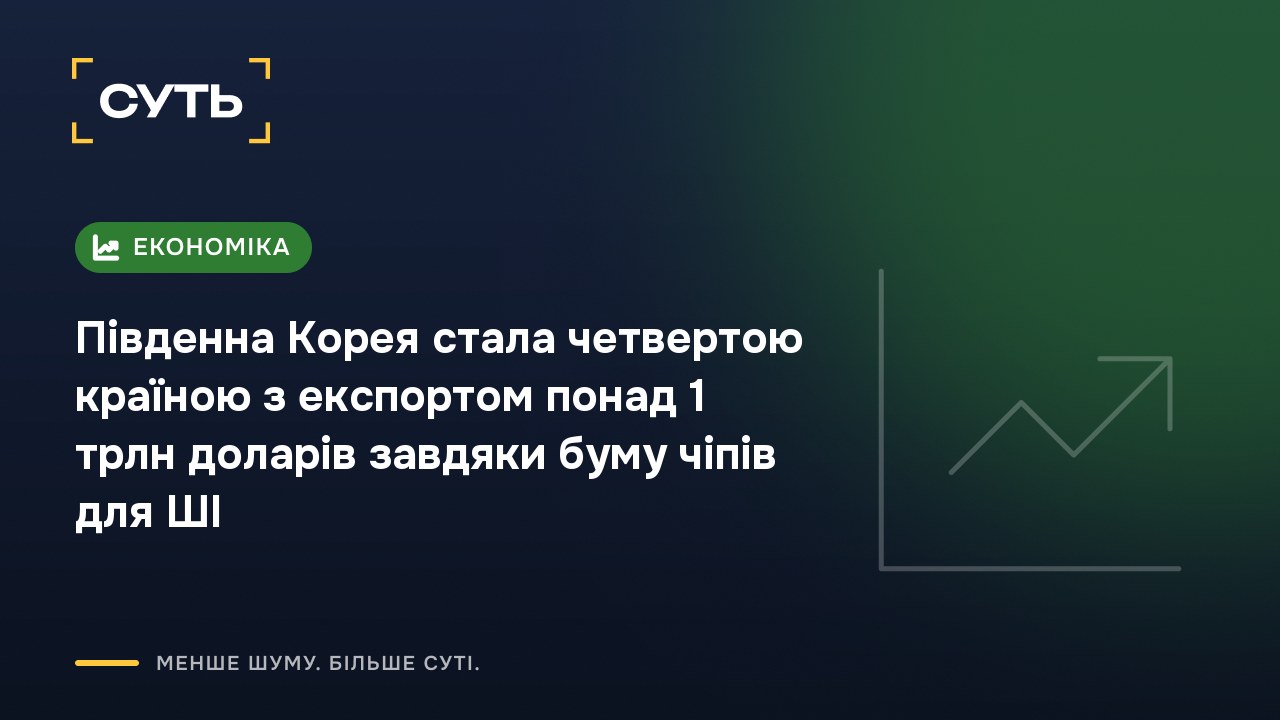 СУТЬ
ЕКОНОМІКА
Південна Корея стала четвертою
країною з експортом понад 1
трлн доларів завдяки буму чіпів
для ШІ
МЕНШЕ ШУМУ. БІЛЬШЕ СУТІ.